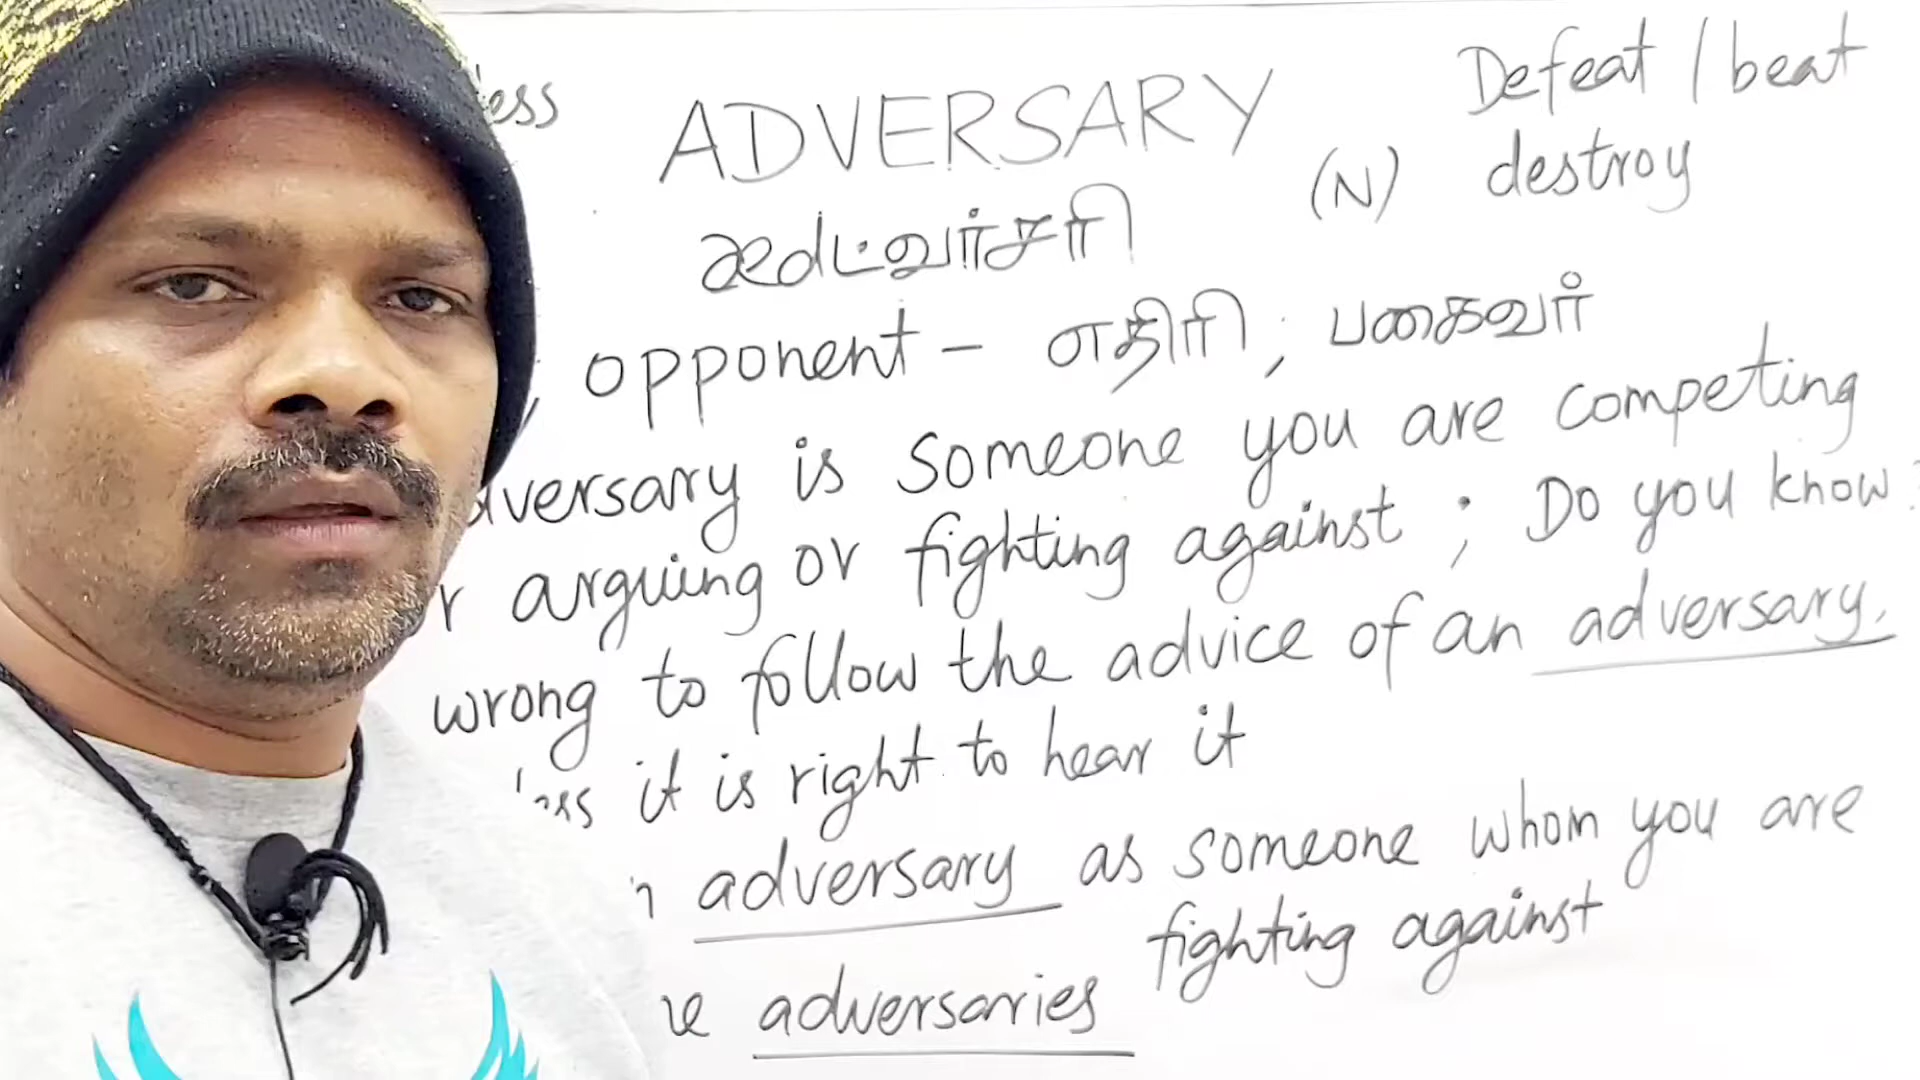 ess
ADVERSARY
(N)
Defeat / beat
destroy
அட்வர்சரி
opponent - எதிரி ; பகைவர்
dversary is someone you are competing
r arguing or fighting against ; Do you know?
wrong to follow the advice of an adversary.
it is right to hear it
adversary as someone whom you are
fighting against
adversaries